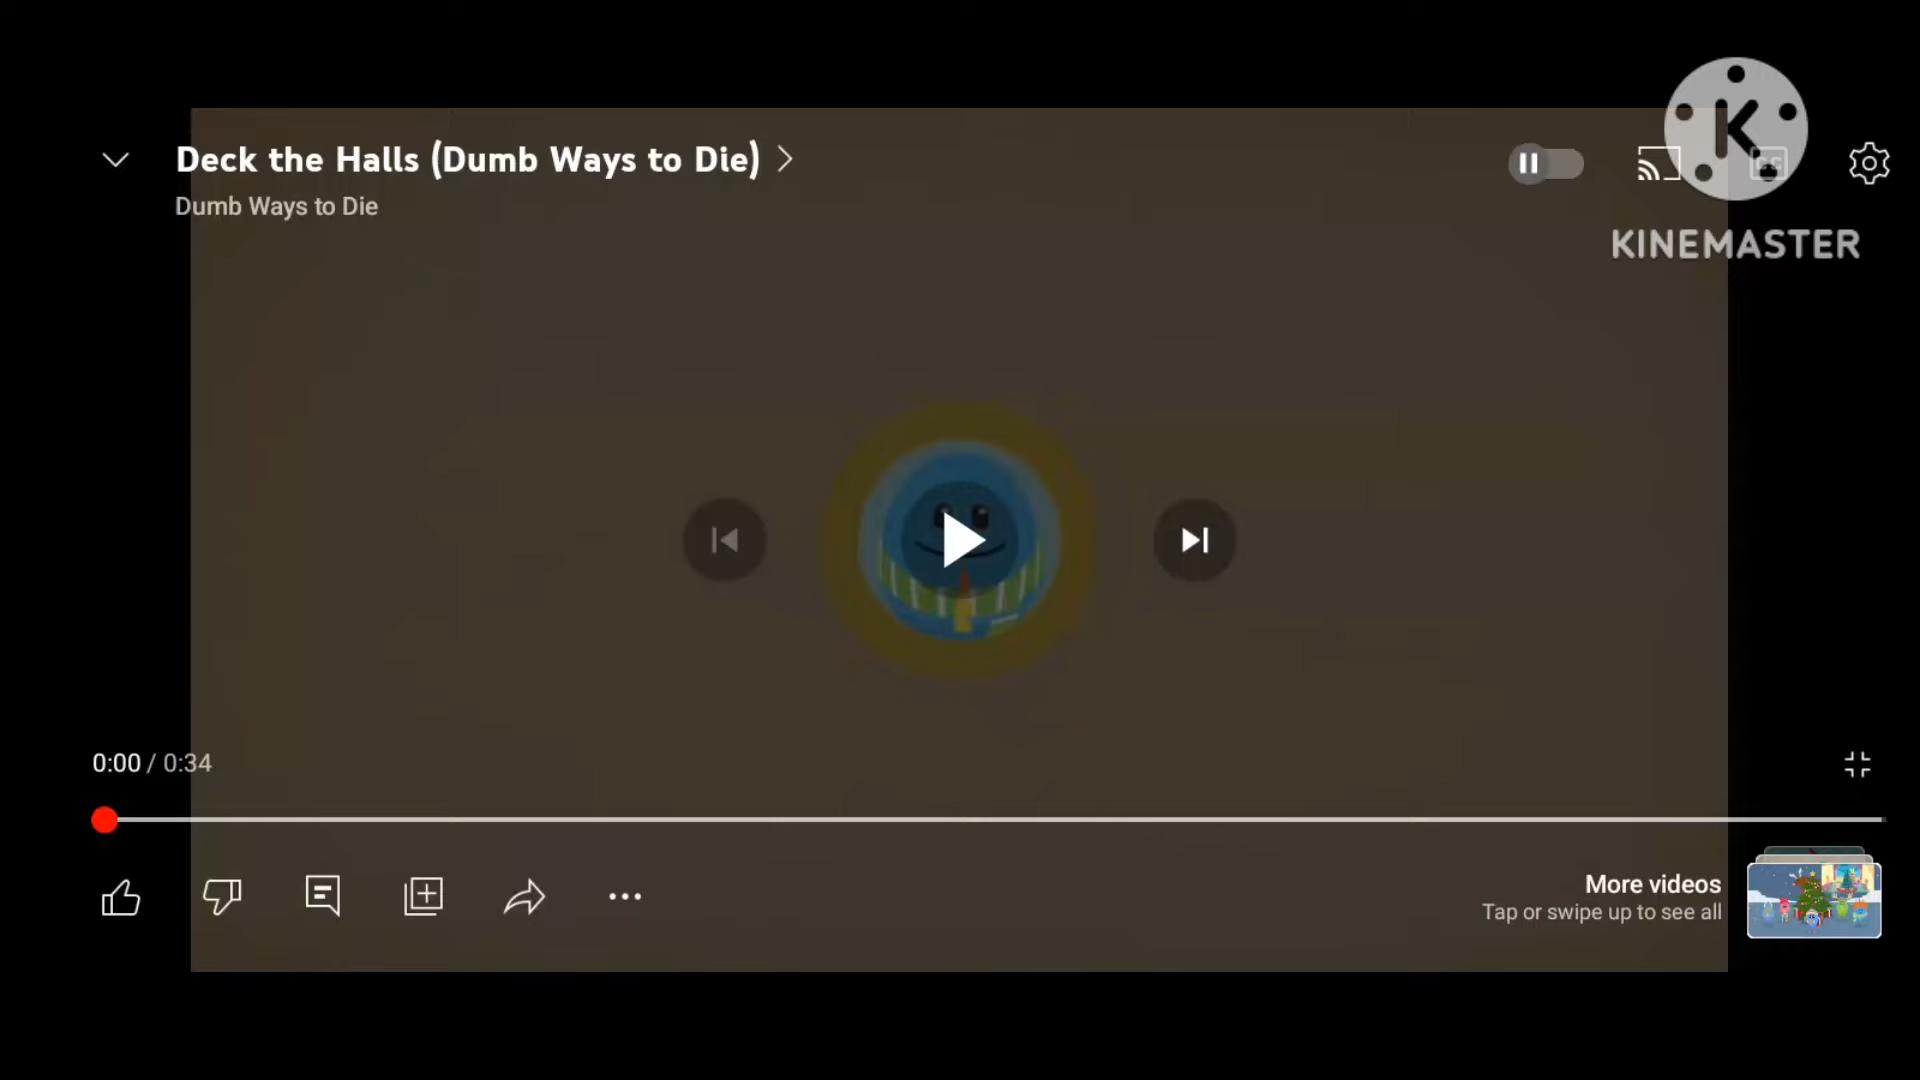 Deck the Halls (Dumb Ways to Die)
Dumb Ways to Die
K
CC
KINEMASTER
0:00 / 0:34
More videos
Tap or swipe up to see all